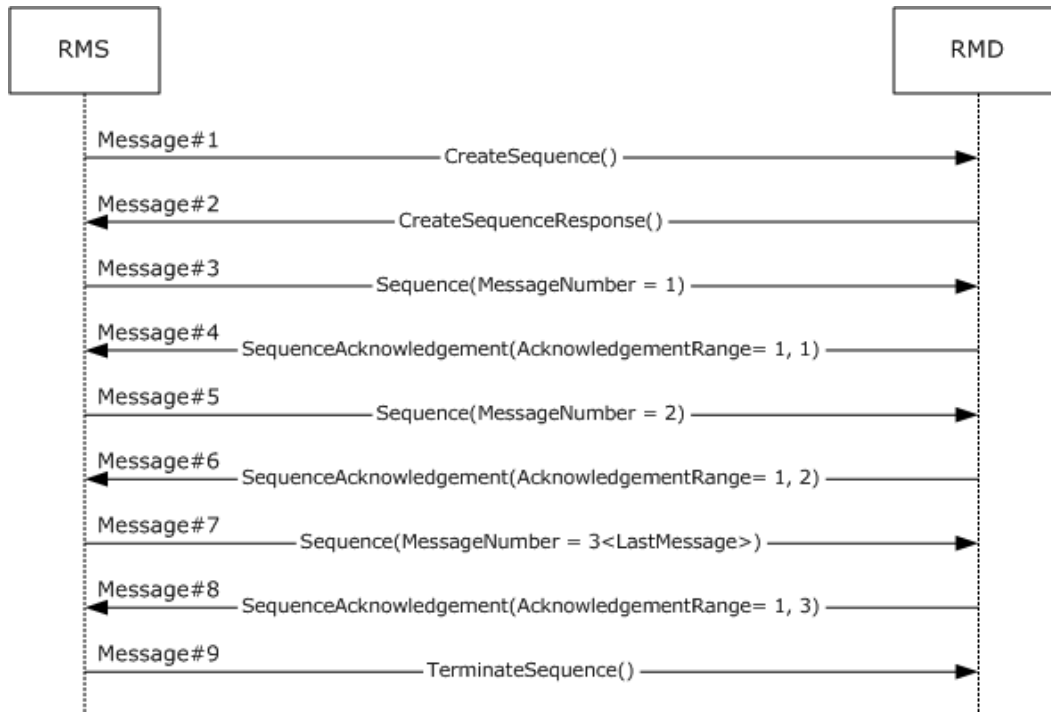 RMS
RMD
Message#1
CreateSequence()
Message#2
CreateSequenceResponse()
Message#3
Sequence(MessageNumber = 1)
Message#4
SequenceAcknowledgement(AcknowledgementRange= 1, 1)
Message#5
Sequence(MessageNumber = 2)
Message#6
SequenceAcknowledgement(AcknowledgementRange= 1, 2)
Message#7
Sequence(MessageNumber = 3<LastMessage>)
Message#8
SequenceAcknowledgement(AcknowledgementRange= 1, 3)
Message#9
TerminateSequence()